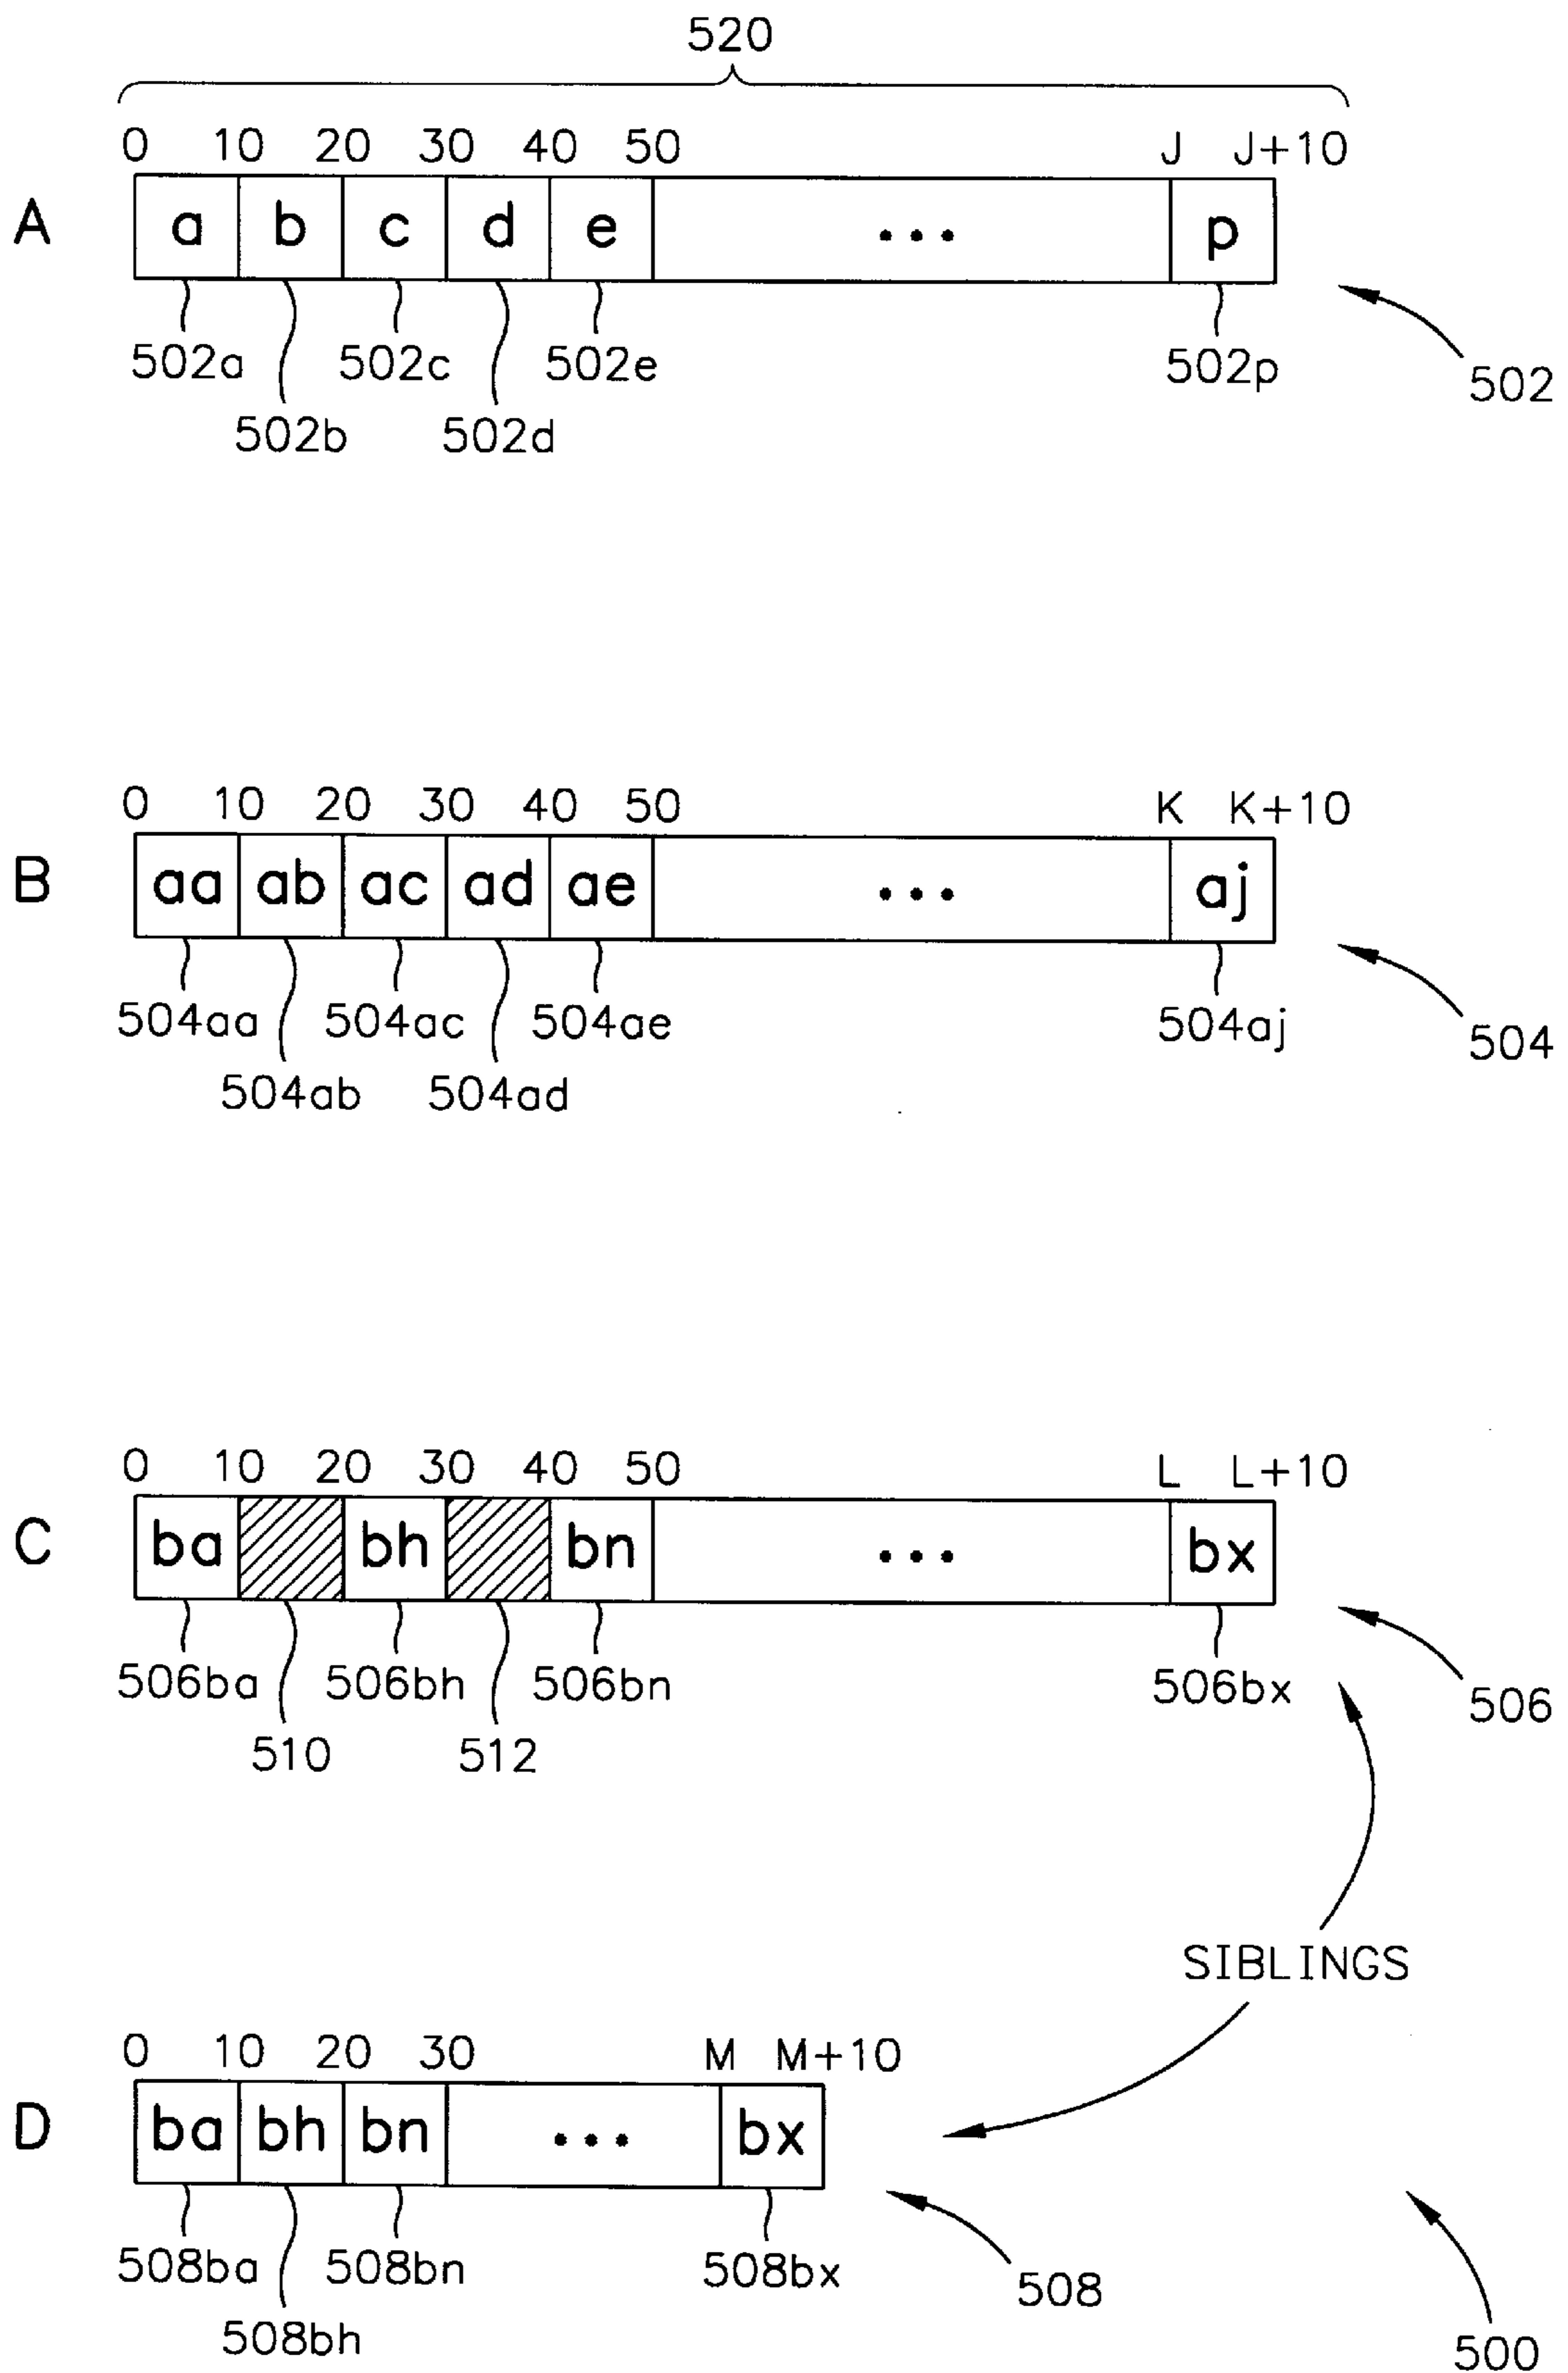 520
0 10 20 30 40 50 J J+10
A a b c d e ... p
502a 502c 502e 502p 502
502b 502d
0 10 20 30 40 50 K K+10
B aa ab ac ad ae ... aj
504aa 504ac 504ae 504aj 504
504ab 504ad
0 10 20 30 40 50 L L+10
C ba bh bn ... bx
506ba 506bh 506bn 506bx 506
510 512
SIBLINGS
0 10 20 30 M M+10
D ba bh bn ... bx
508ba 508bn 508bx 508
508bh 500